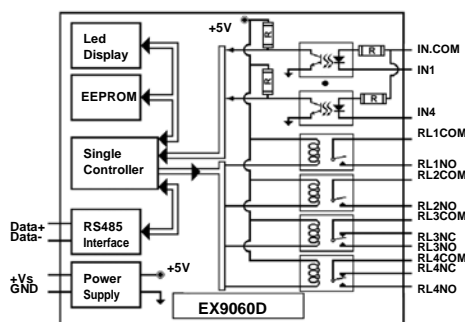 +5V
Led
Display
EEPROM
Single
Controller
RS485
Interface
Data+
Data-
+Vs
GND
Power
Supply
+5V
EX9060D
R
R
R
R
IN.COM
IN1
IN4
RL1COM
RL1NO
RL2COM
RL2NO
RL3COM
RL3NC
RL3NO
RL4COM
RL4NC
RL4NO